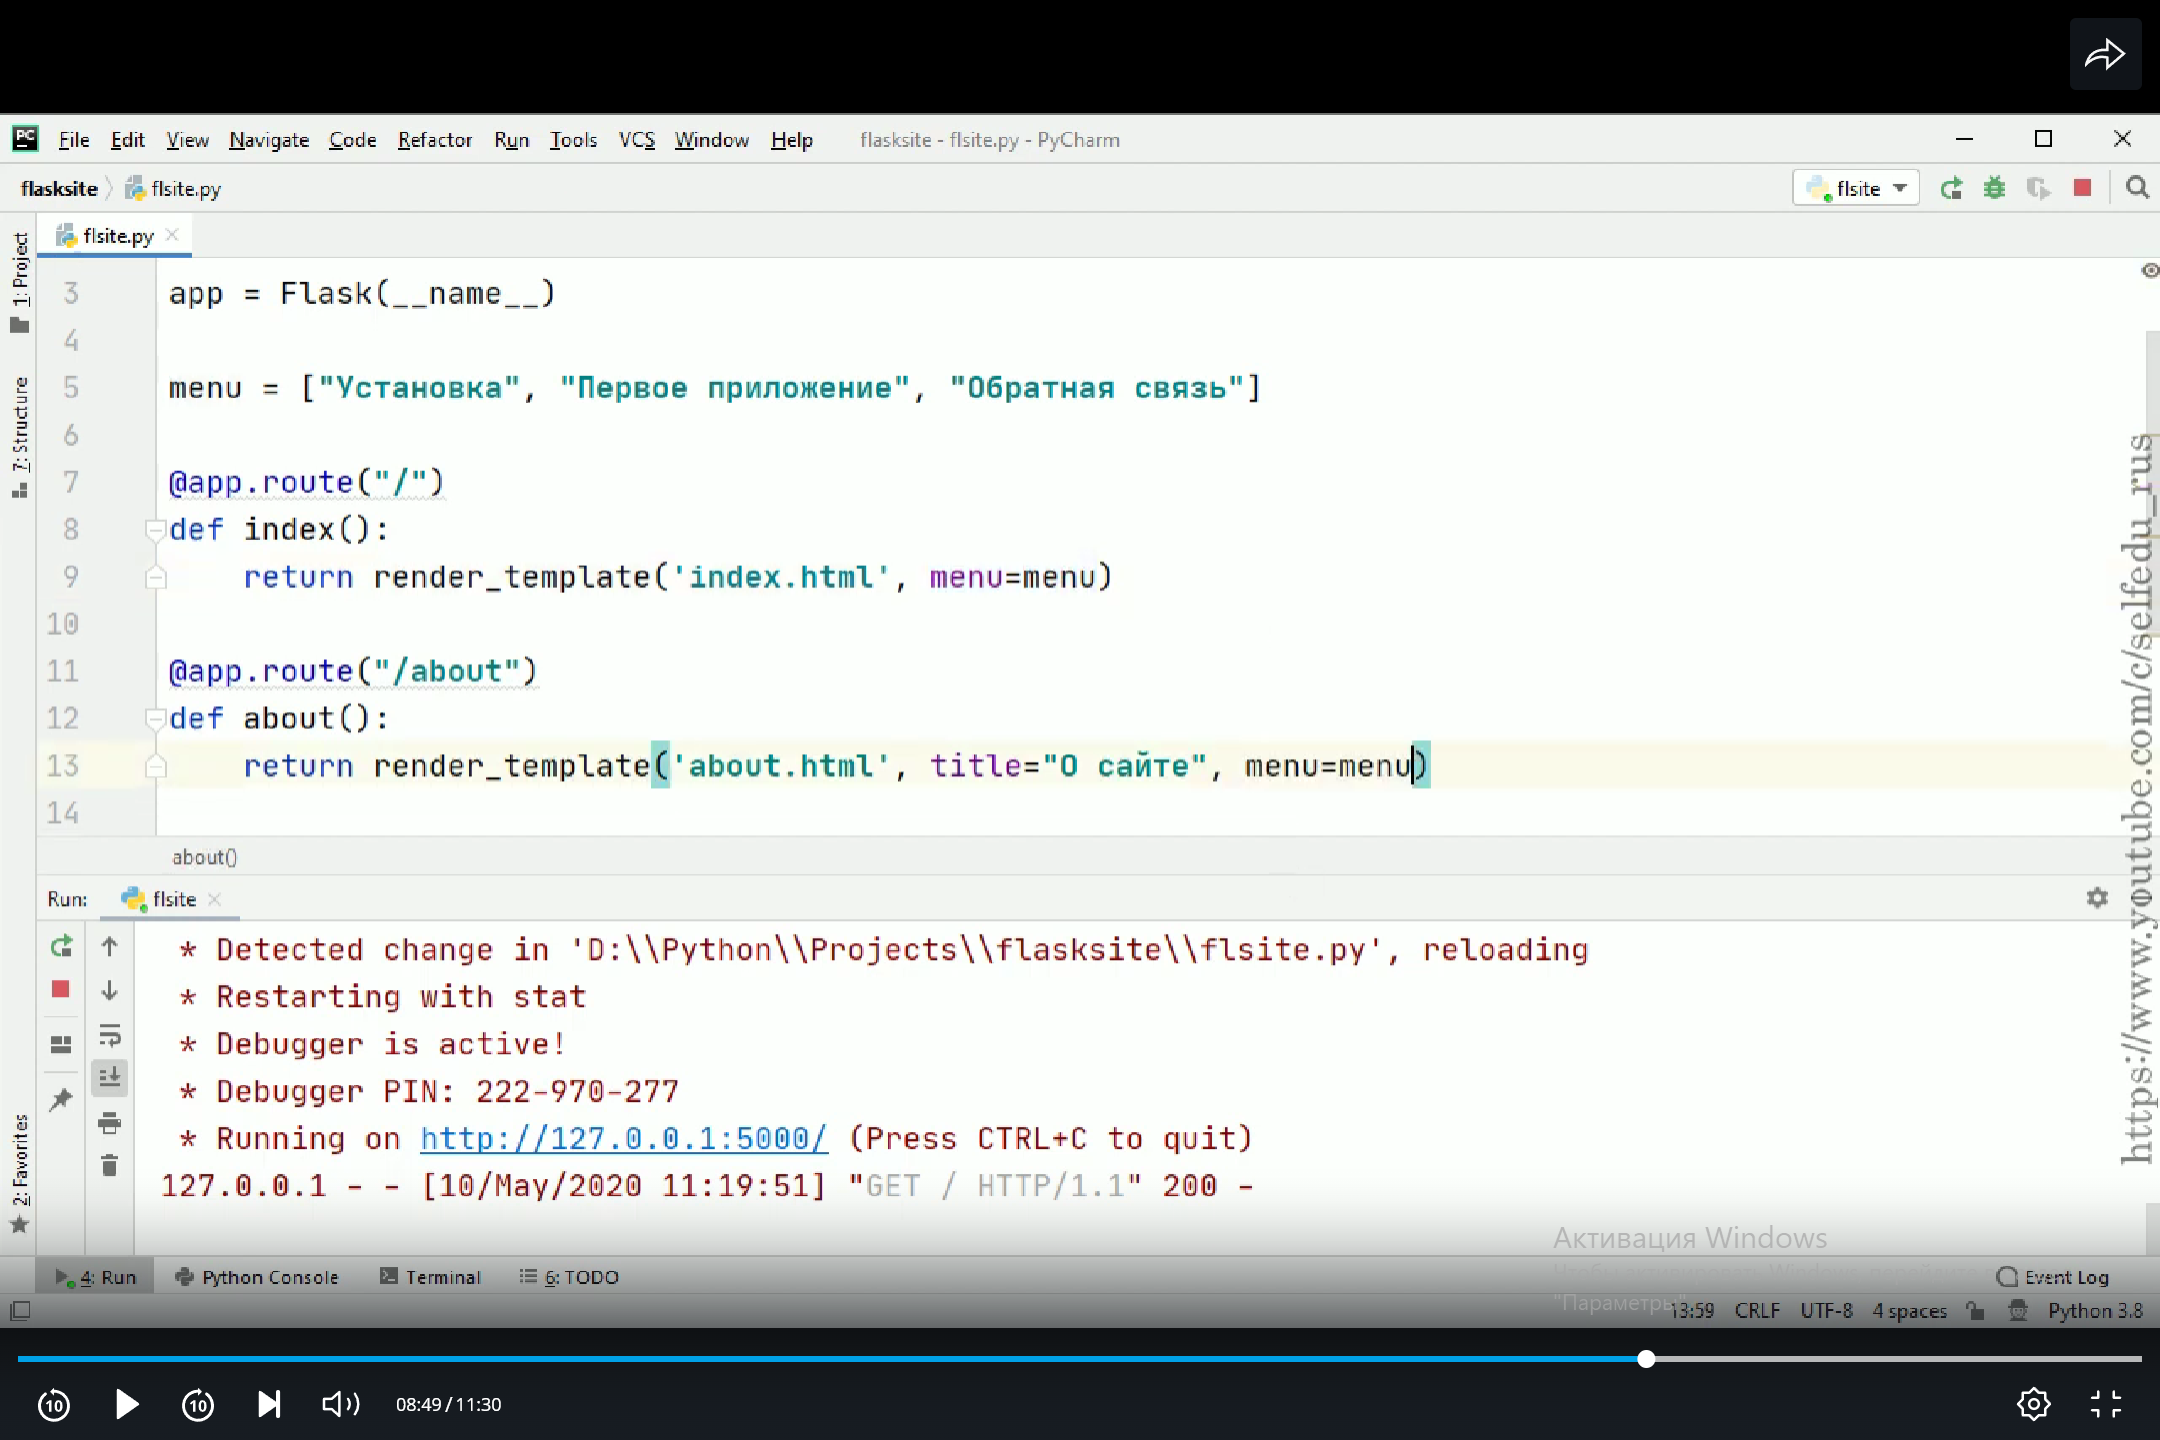 PC File Edit View Navigate Code Refactor Run Tools VCS Window Help flasksite - flsite.py - PyCharm
flasksite flsite.py flsite
flsite.py
1: Project
7: Structure
2: Favorites
3 app = Flask(__name__)
4
5 menu = ["Установка", "Первое приложение", "Обратная связь"]
6
7 @app.route("/")
8 def index():
9 return render_template('index.html', menu=menu)
10
11 @app.route("/about")
12 def about():
13 return render_template('about.html', title="О сайте", menu=menu)
14
about()
https://www.youtube.com/c/selfedu_rus
Run: flsite
* Detected change in 'D:\\Python\\Projects\\flasksite\\flsite.py', reloading
* Restarting with stat
* Debugger is active!
* Debugger PIN: 222-970-277
* Running on http://127.0.0.1:5000/ (Press CTRL+C to quit)
127.0.0.1 - - [10/May/2020 11:19:51] "GET / HTTP/1.1" 200 -
Активация Windows
"Параметры".
4: Run Python Console Terminal 6: TODO Event Log
13:59 CRLF UTF-8 4 spaces Python 3.8
10 10 08:49 / 11:30